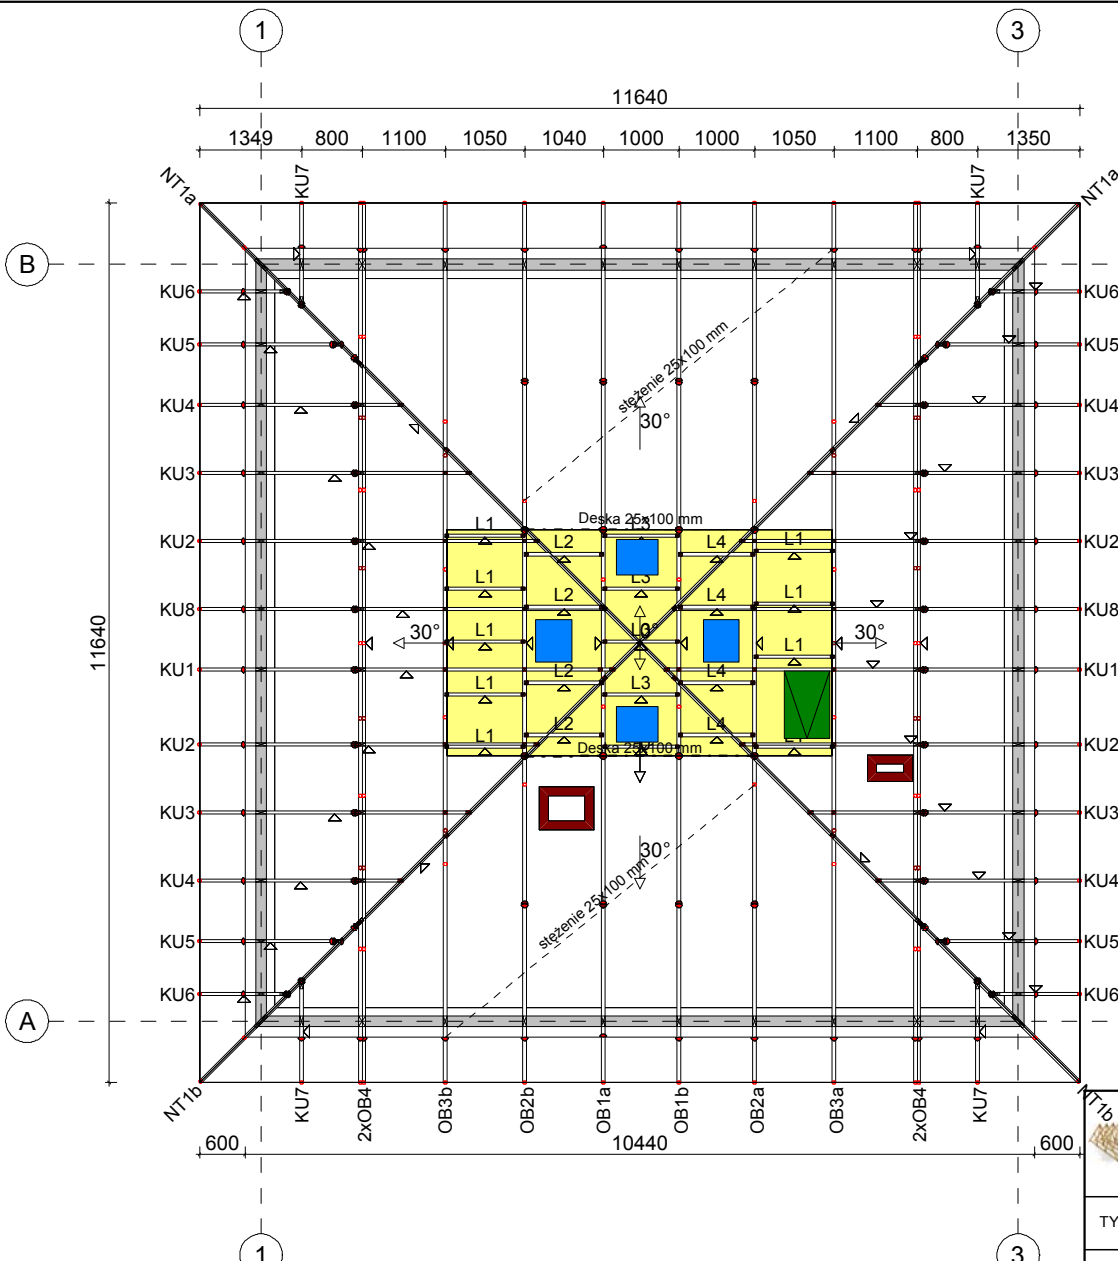 1 3
11640
1349 800 1100 1050 1040 1000 1000 1050 1100 800 1350
NT1a KU7 KU7 NT1a
B
KU6 KU6
KU5 KU5
stężenie 25x100 mm
KU4 30° KU4
KU3 KU3
Deska 25x100 mm
L1 L3
KU2 L2 L4 L1 KU2
L1 L3
KU8 L2 L4 L1 KU8
11640
30° L1 L3 0° 30°
L1
KU1 L2 L4 KU1
L1 L3
L2 L4
KU2 L1 L1 KU2
Deska 25x100 mm
KU3 KU3
30°
KU4 stężenie 25x100 mm KU4
KU5 KU5
KU6 KU6
A
NT1b KU7 2xOB4 OB3b OB2b OB1a OB1b OB2a OB3a 2xOB4 KU7 NT1b
600 10440 600
TY
1 3